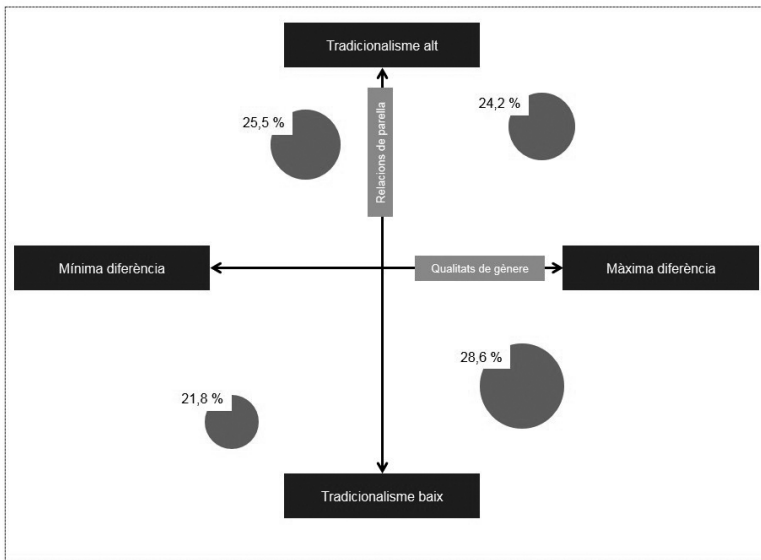 Tradicionalisme alt
25,5 %
24,2 %
Relacions de parella
Mínima diferència
Qualitats de gènere
Màxima diferència
28,6 %
21,8 %
Tradicionalisme baix